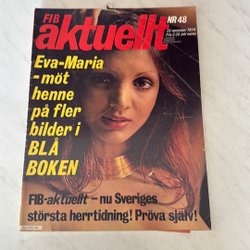 FIB
aktuellt
NR 48
Eva-Maria
- möt
henne
på fler
bilder i
BLÅ
BOKEN
FIB-aktuellt - nu Sveriges
största herrtidning! Pröva själv!